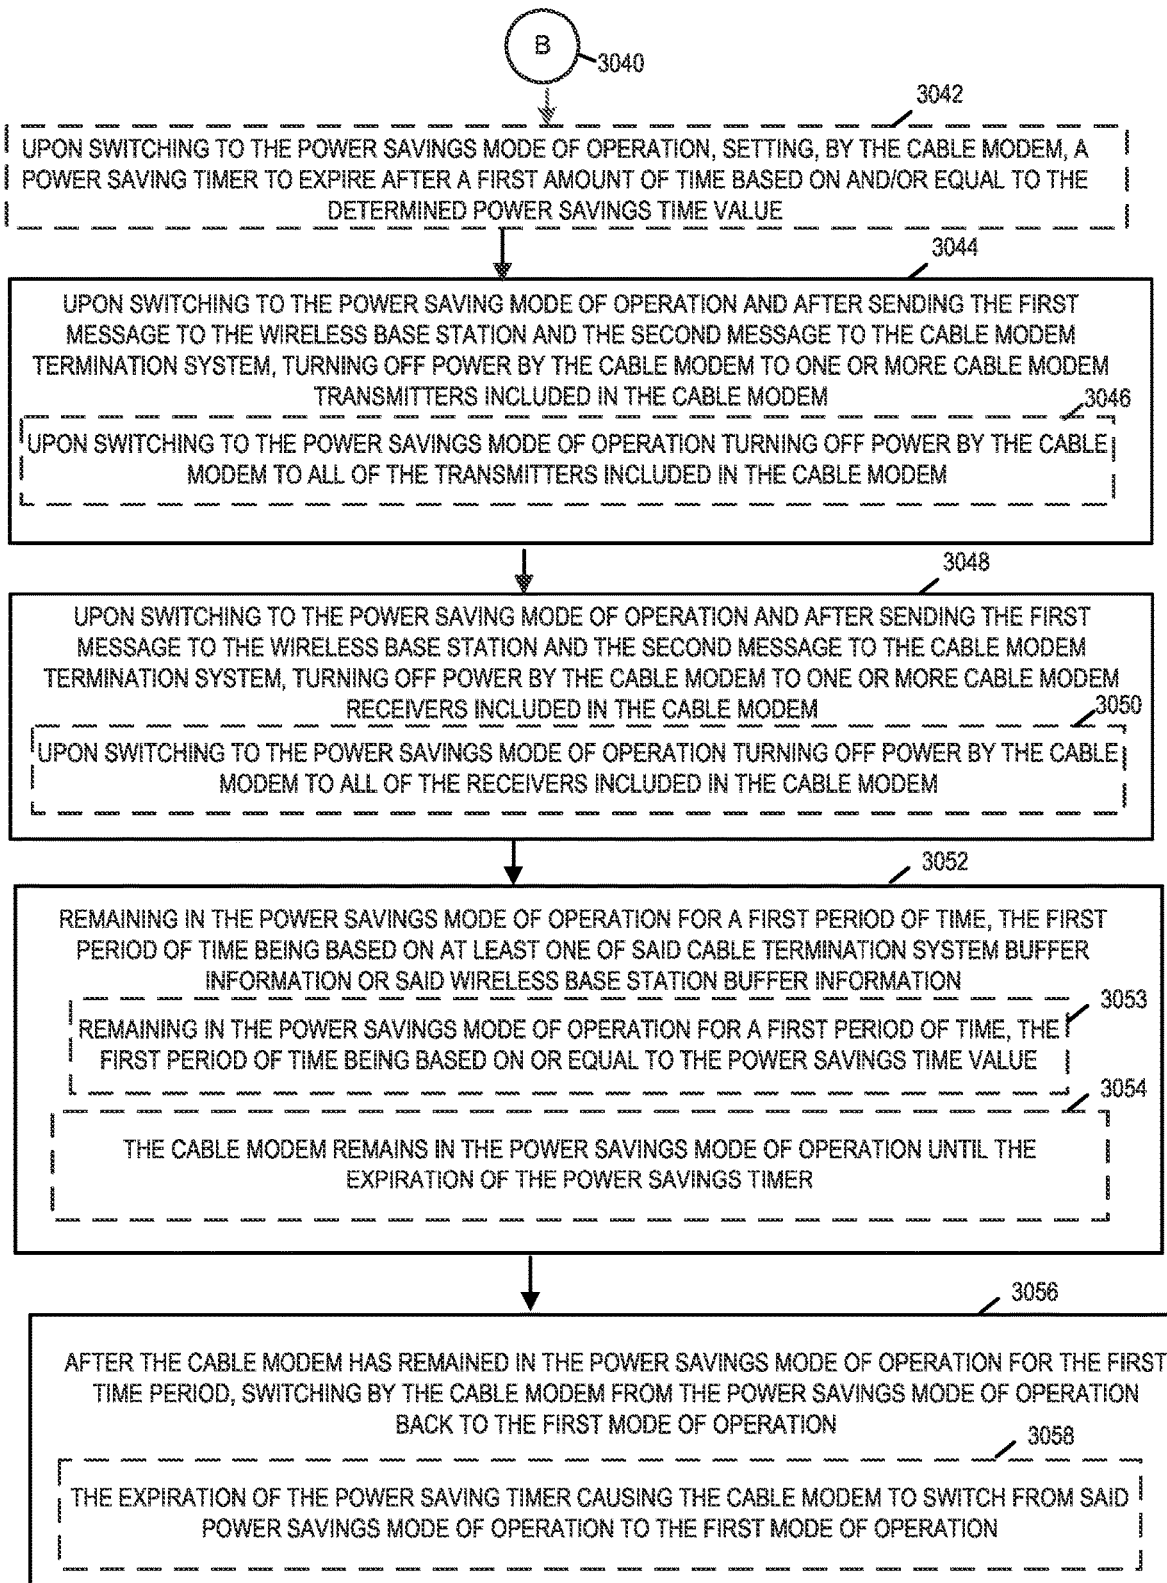 B
3040
3042
UPON SWITCHING TO THE POWER SAVINGS MODE OF OPERATION, SETTING, BY THE CABLE MODEM, A
POWER SAVING TIMER TO EXPIRE AFTER A FIRST AMOUNT OF TIME BASED ON AND/OR EQUAL TO THE
DETERMINED POWER SAVINGS TIME VALUE
3044
UPON SWITCHING TO THE POWER SAVING MODE OF OPERATION AND AFTER SENDING THE FIRST
MESSAGE TO THE WIRELESS BASE STATION AND THE SECOND MESSAGE TO THE CABLE MODEM
TERMINATION SYSTEM, TURNING OFF POWER BY THE CABLE MODEM TO ONE OR MORE CABLE MODEM
TRANSMITTERS INCLUDED IN THE CABLE MODEM
3046
UPON SWITCHING TO THE POWER SAVINGS MODE OF OPERATION TURNING OFF POWER BY THE CABLE
MODEM TO ALL OF THE TRANSMITTERS INCLUDED IN THE CABLE MODEM
3048
UPON SWITCHING TO THE POWER SAVING MODE OF OPERATION AND AFTER SENDING THE FIRST
MESSAGE TO THE WIRELESS BASE STATION AND THE SECOND MESSAGE TO THE CABLE MODEM
TERMINATION SYSTEM, TURNING OFF POWER BY THE CABLE MODEM TO ONE OR MORE CABLE MODEM
RECEIVERS INCLUDED IN THE CABLE MODEM
3050
UPON SWITCHING TO THE POWER SAVINGS MODE OF OPERATION TURNING OFF POWER BY THE CABLE
MODEM TO ALL OF THE RECEIVERS INCLUDED IN THE CABLE MODEM
3052
REMAINING IN THE POWER SAVINGS MODE OF OPERATION FOR A FIRST PERIOD OF TIME, THE FIRST
PERIOD OF TIME BEING BASED ON AT LEAST ONE OF SAID CABLE TERMINATION SYSTEM BUFFER
INFORMATION OR SAID WIRELESS BASE STATION BUFFER INFORMATION
3053
REMAINING IN THE POWER SAVINGS MODE OF OPERATION FOR A FIRST PERIOD OF TIME, THE
FIRST PERIOD OF TIME BEING BASED ON OR EQUAL TO THE POWER SAVINGS TIME VALUE
3054
THE CABLE MODEM REMAINS IN THE POWER SAVINGS MODE OF OPERATION UNTIL THE
EXPIRATION OF THE POWER SAVINGS TIMER
3056
AFTER THE CABLE MODEM HAS REMAINED IN THE POWER SAVINGS MODE OF OPERATION FOR THE FIRST
TIME PERIOD, SWITCHING BY THE CABLE MODEM FROM THE POWER SAVINGS MODE OF OPERATION
BACK TO THE FIRST MODE OF OPERATION
3058
THE EXPIRATION OF THE POWER SAVING TIMER CAUSING THE CABLE MODEM TO SWITCH FROM SAID
POWER SAVINGS MODE OF OPERATION TO THE FIRST MODE OF OPERATION